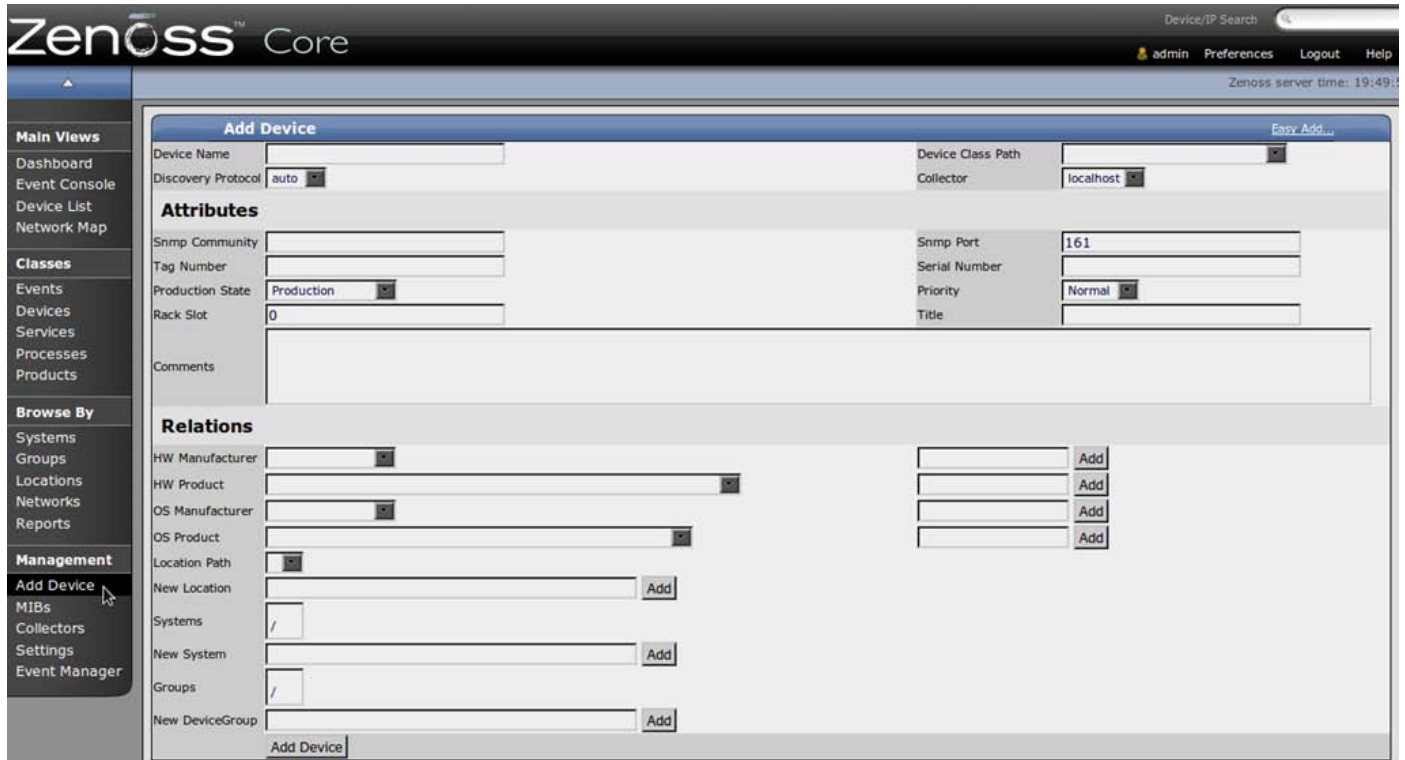 Zenōss™ Core
Device/IP Search
admin Preferences Logout Help
Zenoss server time: 19:49:5
Main Views
Dashboard
Event Console
Device List
Network Map
Classes
Events
Devices
Services
Processes
Products
Browse By
Systems
Groups
Locations
Networks
Reports
Management
Add Device
MIBs
Collectors
Settings
Event Manager
Add Device Easy Add...
Device Name Device Class Path
Discovery Protocol auto Collector localhost
Attributes
Snmp Community Snmp Port 161
Tag Number Serial Number
Production State Production Priority Normal
Rack Slot 0 Title
Comments
Relations
HW Manufacturer Add
HW Product Add
OS Manufacturer Add
OS Product Add
Location Path
New Location Add
Systems /
New System Add
Groups /
New DeviceGroup Add
Add Device